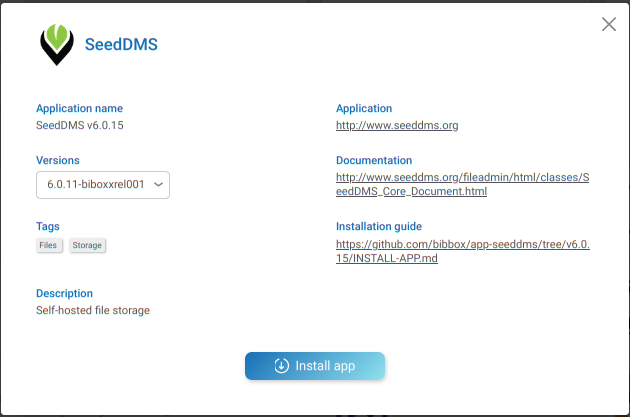 SeedDMS
Application name
SeedDMS v6.0.15
Application
http://www.seeddms.org
Versions
6.0.11-biboxxrel001
Documentation
http://www.seeddms.org/fileadmin/html/classes/S
eedDMS_Core_Document.html
Tags
Files Storage
Installation guide
https://github.com/bibbox/app-seeddms/tree/v6.0.
15/INSTALL-APP.md
Description
Self-hosted file storage
Install app